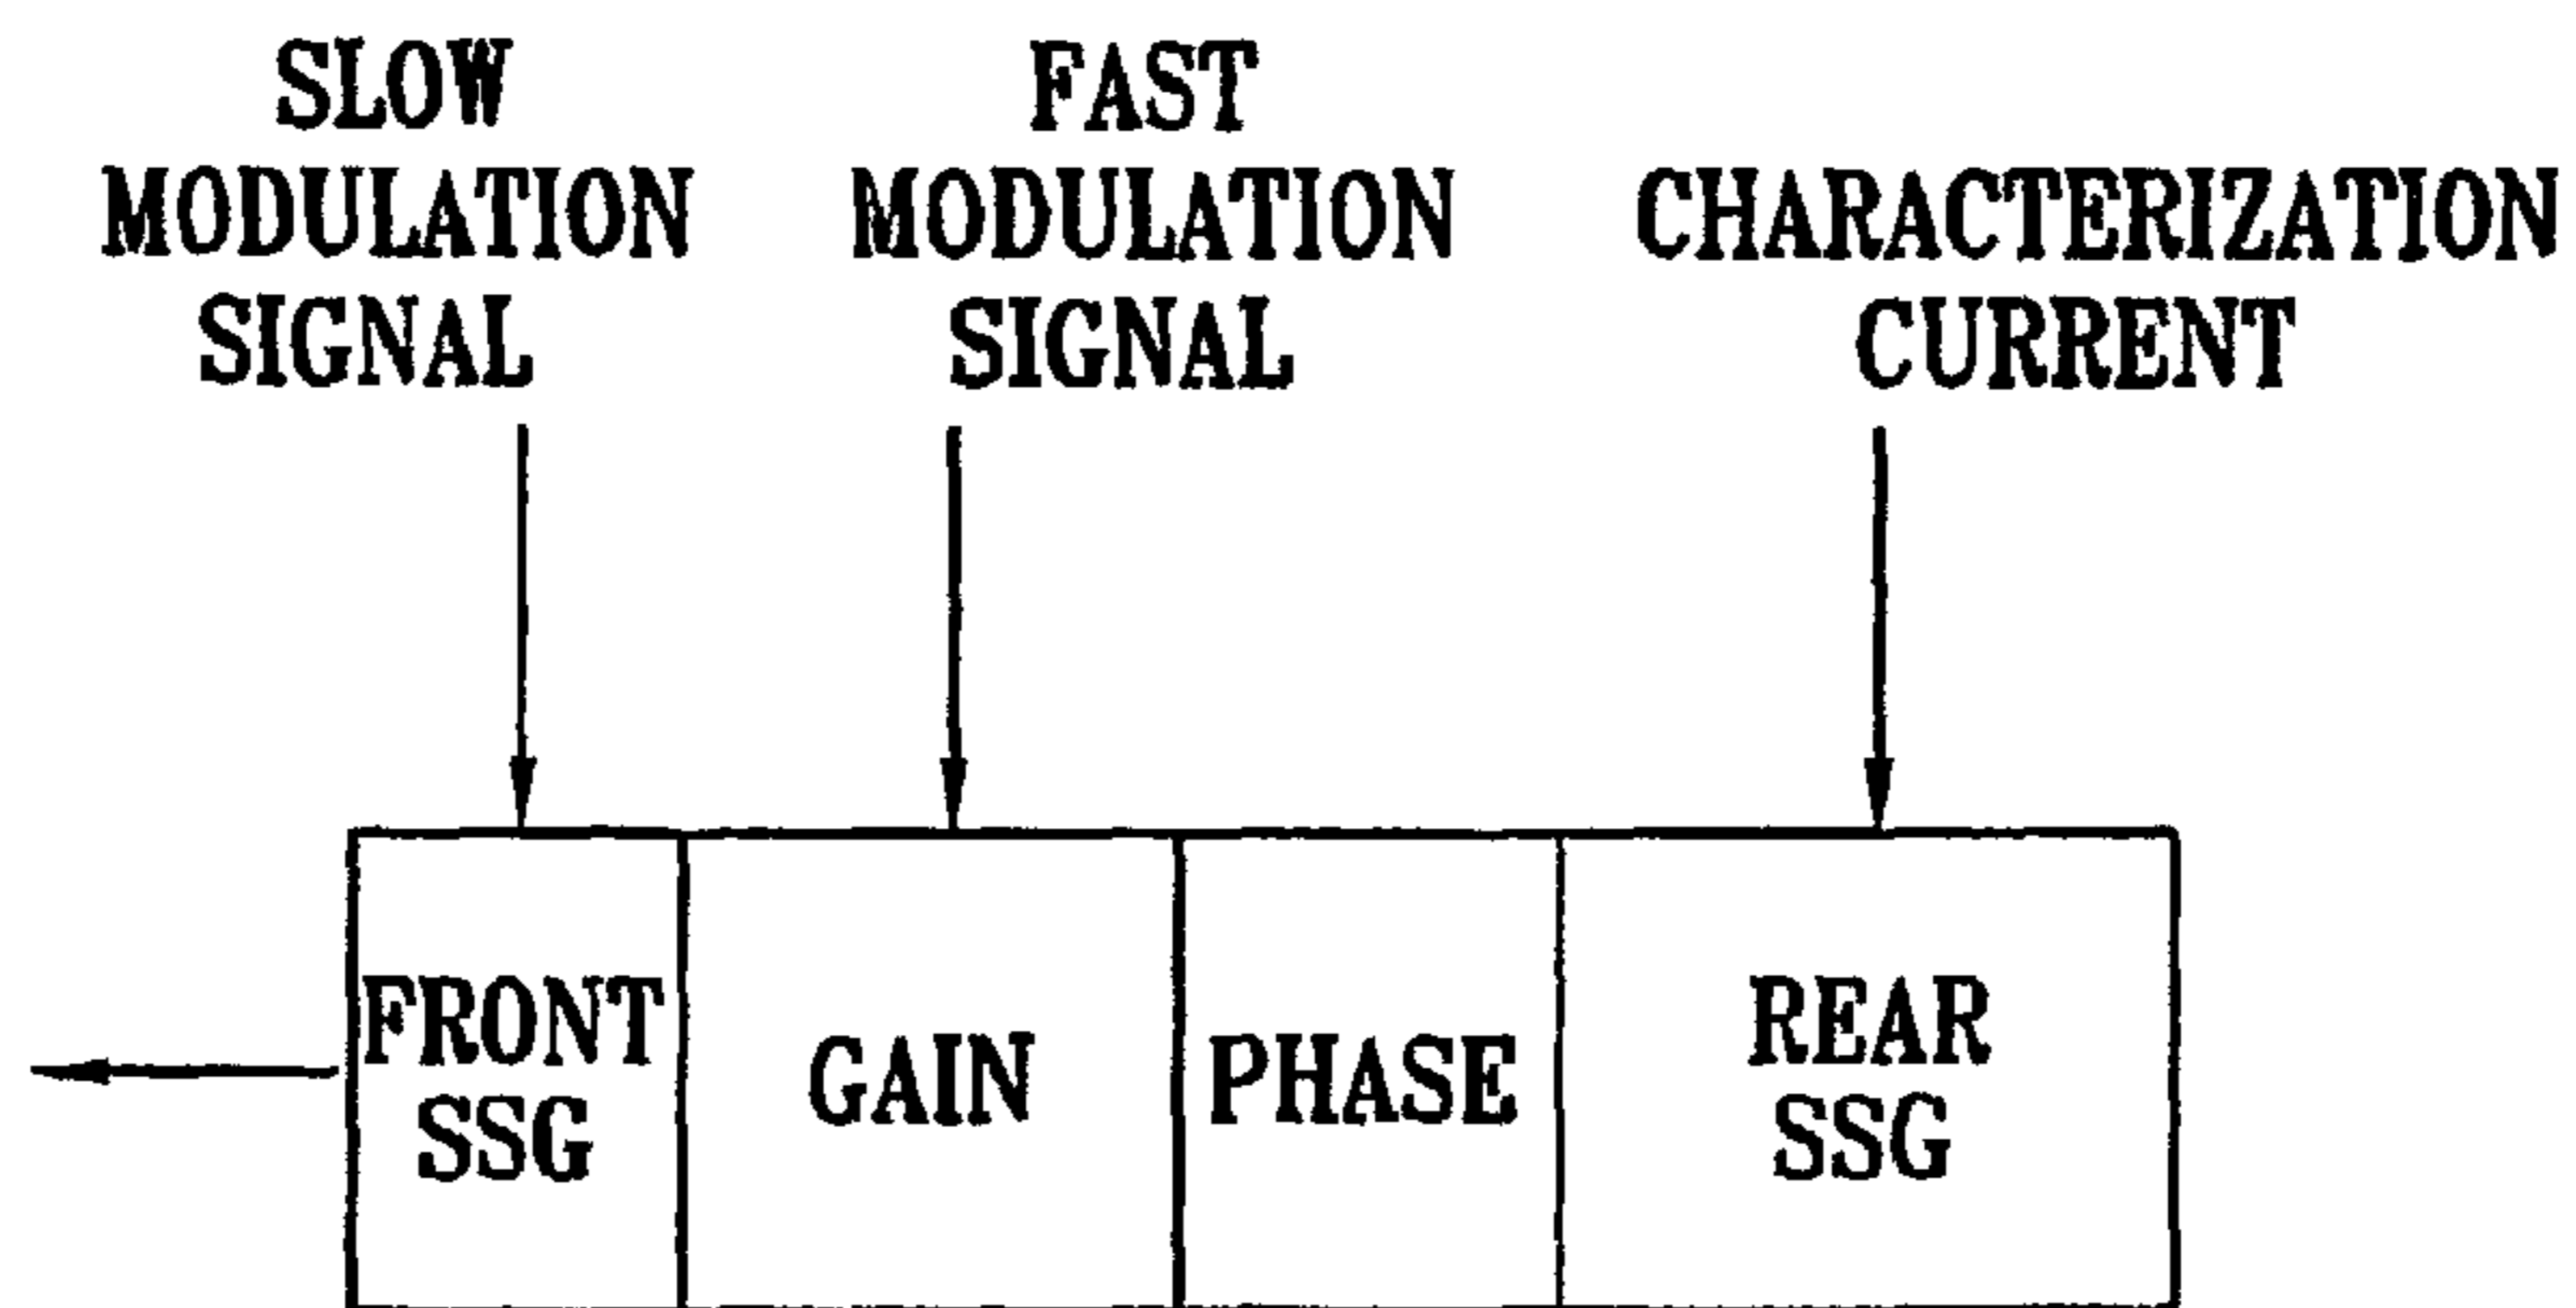 SLOW
MODULATION
SIGNAL
FAST
MODULATION
SIGNAL
CHARACTERIZATION
CURRENT
FRONT
SSG
GAIN
PHASE
REAR
SSG